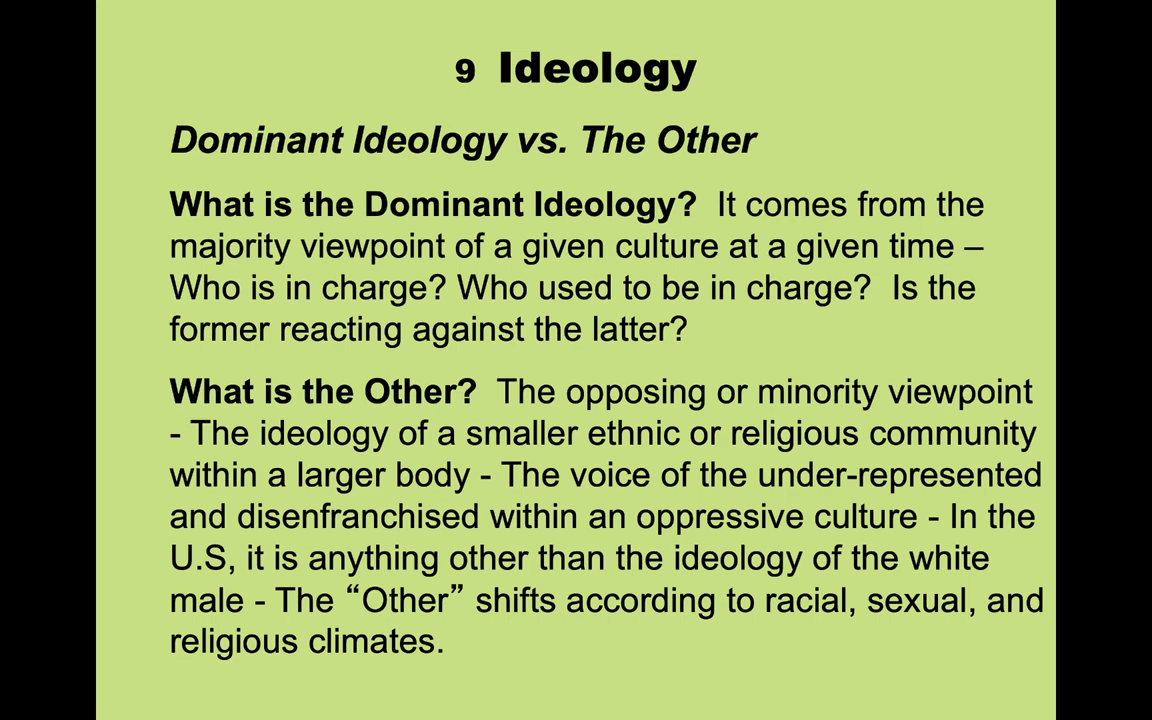 9 Ideology
Dominant Ideology vs. The Other
What is the Dominant Ideology? It comes from the
majority viewpoint of a given culture at a given time –
Who is in charge? Who used to be in charge? Is the
former reacting against the latter?
What is the Other? The opposing or minority viewpoint
- The ideology of a smaller ethnic or religious community
within a larger body - The voice of the under-represented
and disenfranchised within an oppressive culture - In the
U.S, it is anything other than the ideology of the white
male - The “Other” shifts according to racial, sexual, and
religious climates.